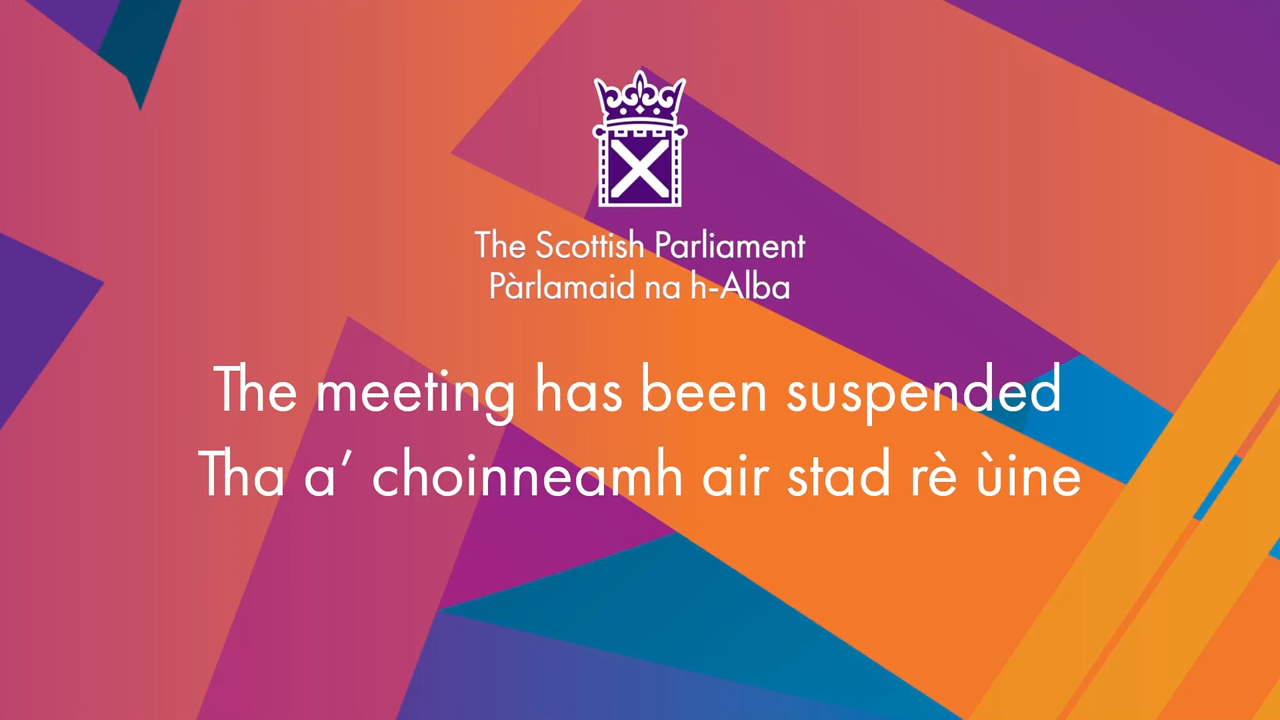 The Scottish Parliament
Pàrlamaid na h-Alba
The meeting has been suspended
Tha a’ choinneamh air stad rè ùine